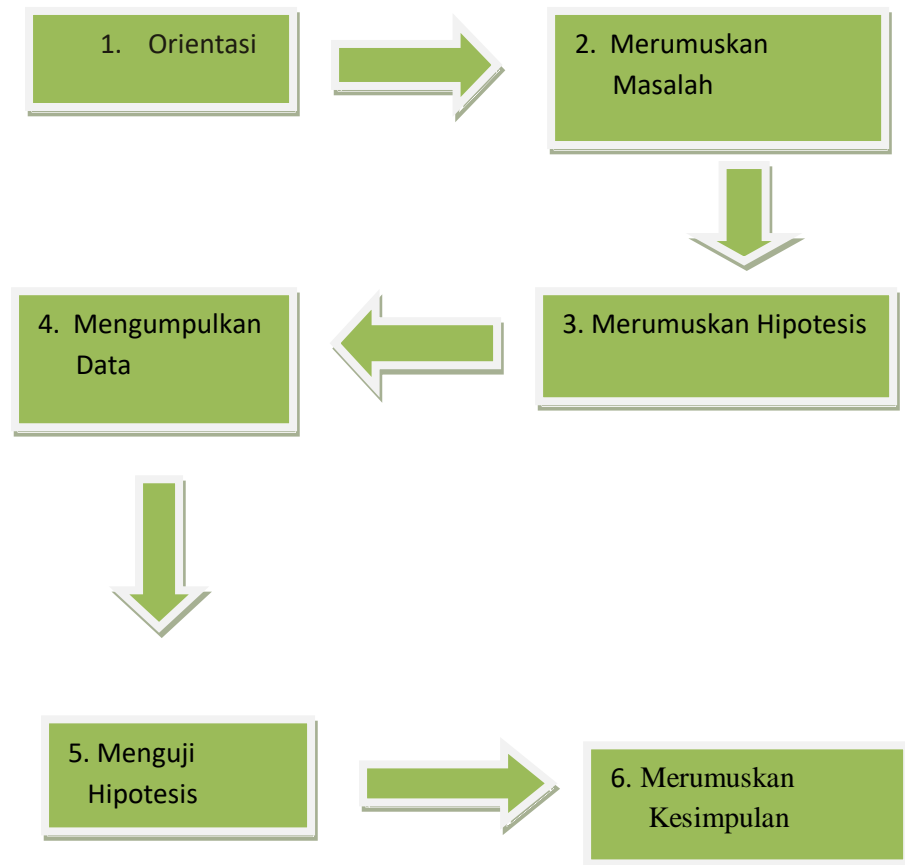 1. Orientasi
2. Merumuskan
Masalah
3. Merumuskan Hipotesis
4. Mengumpulkan
Data
5. Menguji
Hipotesis
6. Merumuskan
Kesimpulan